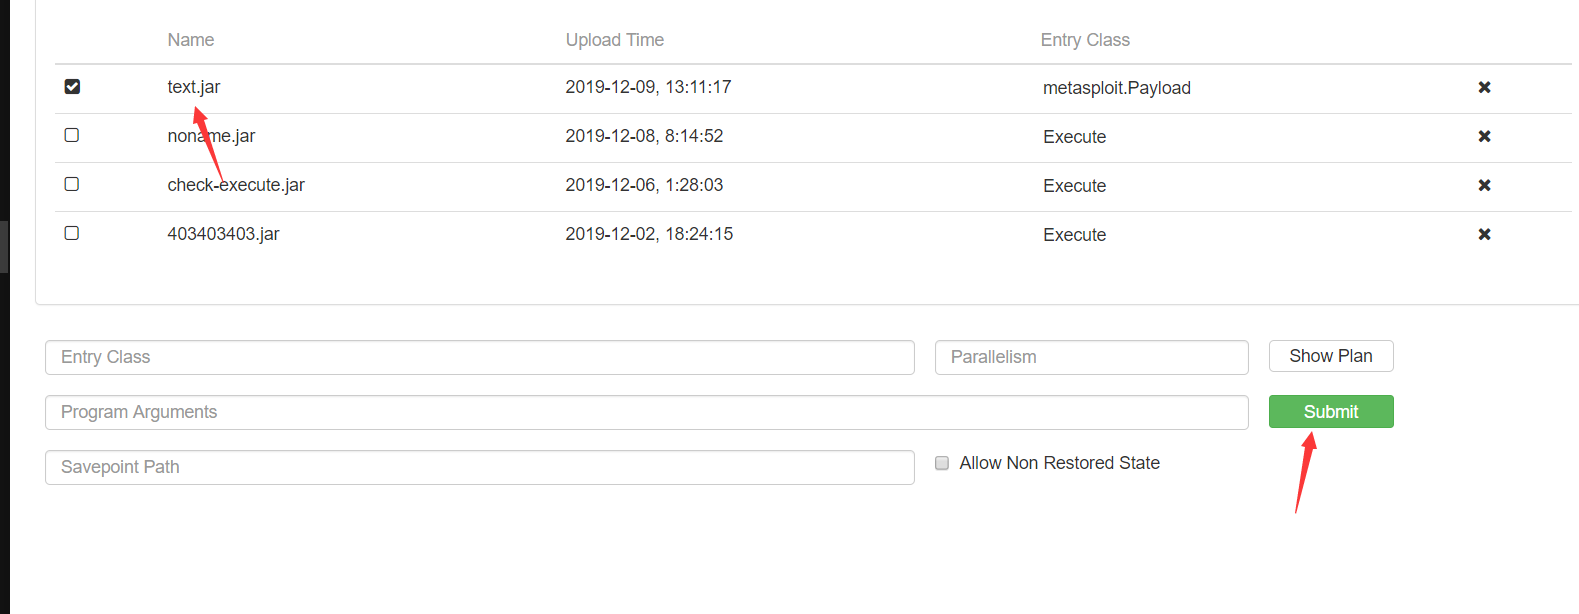 Name Upload Time Entry Class
text.jar 2019-12-09, 13:11:17 metasploit.Payload
noname.jar 2019-12-08, 8:14:52 Execute
check-execute.jar 2019-12-06, 1:28:03 Execute
403403403.jar 2019-12-02, 18:24:15 Execute
Entry Class Parallelism Show Plan
Program Arguments Submit
Savepoint Path Allow Non Restored State